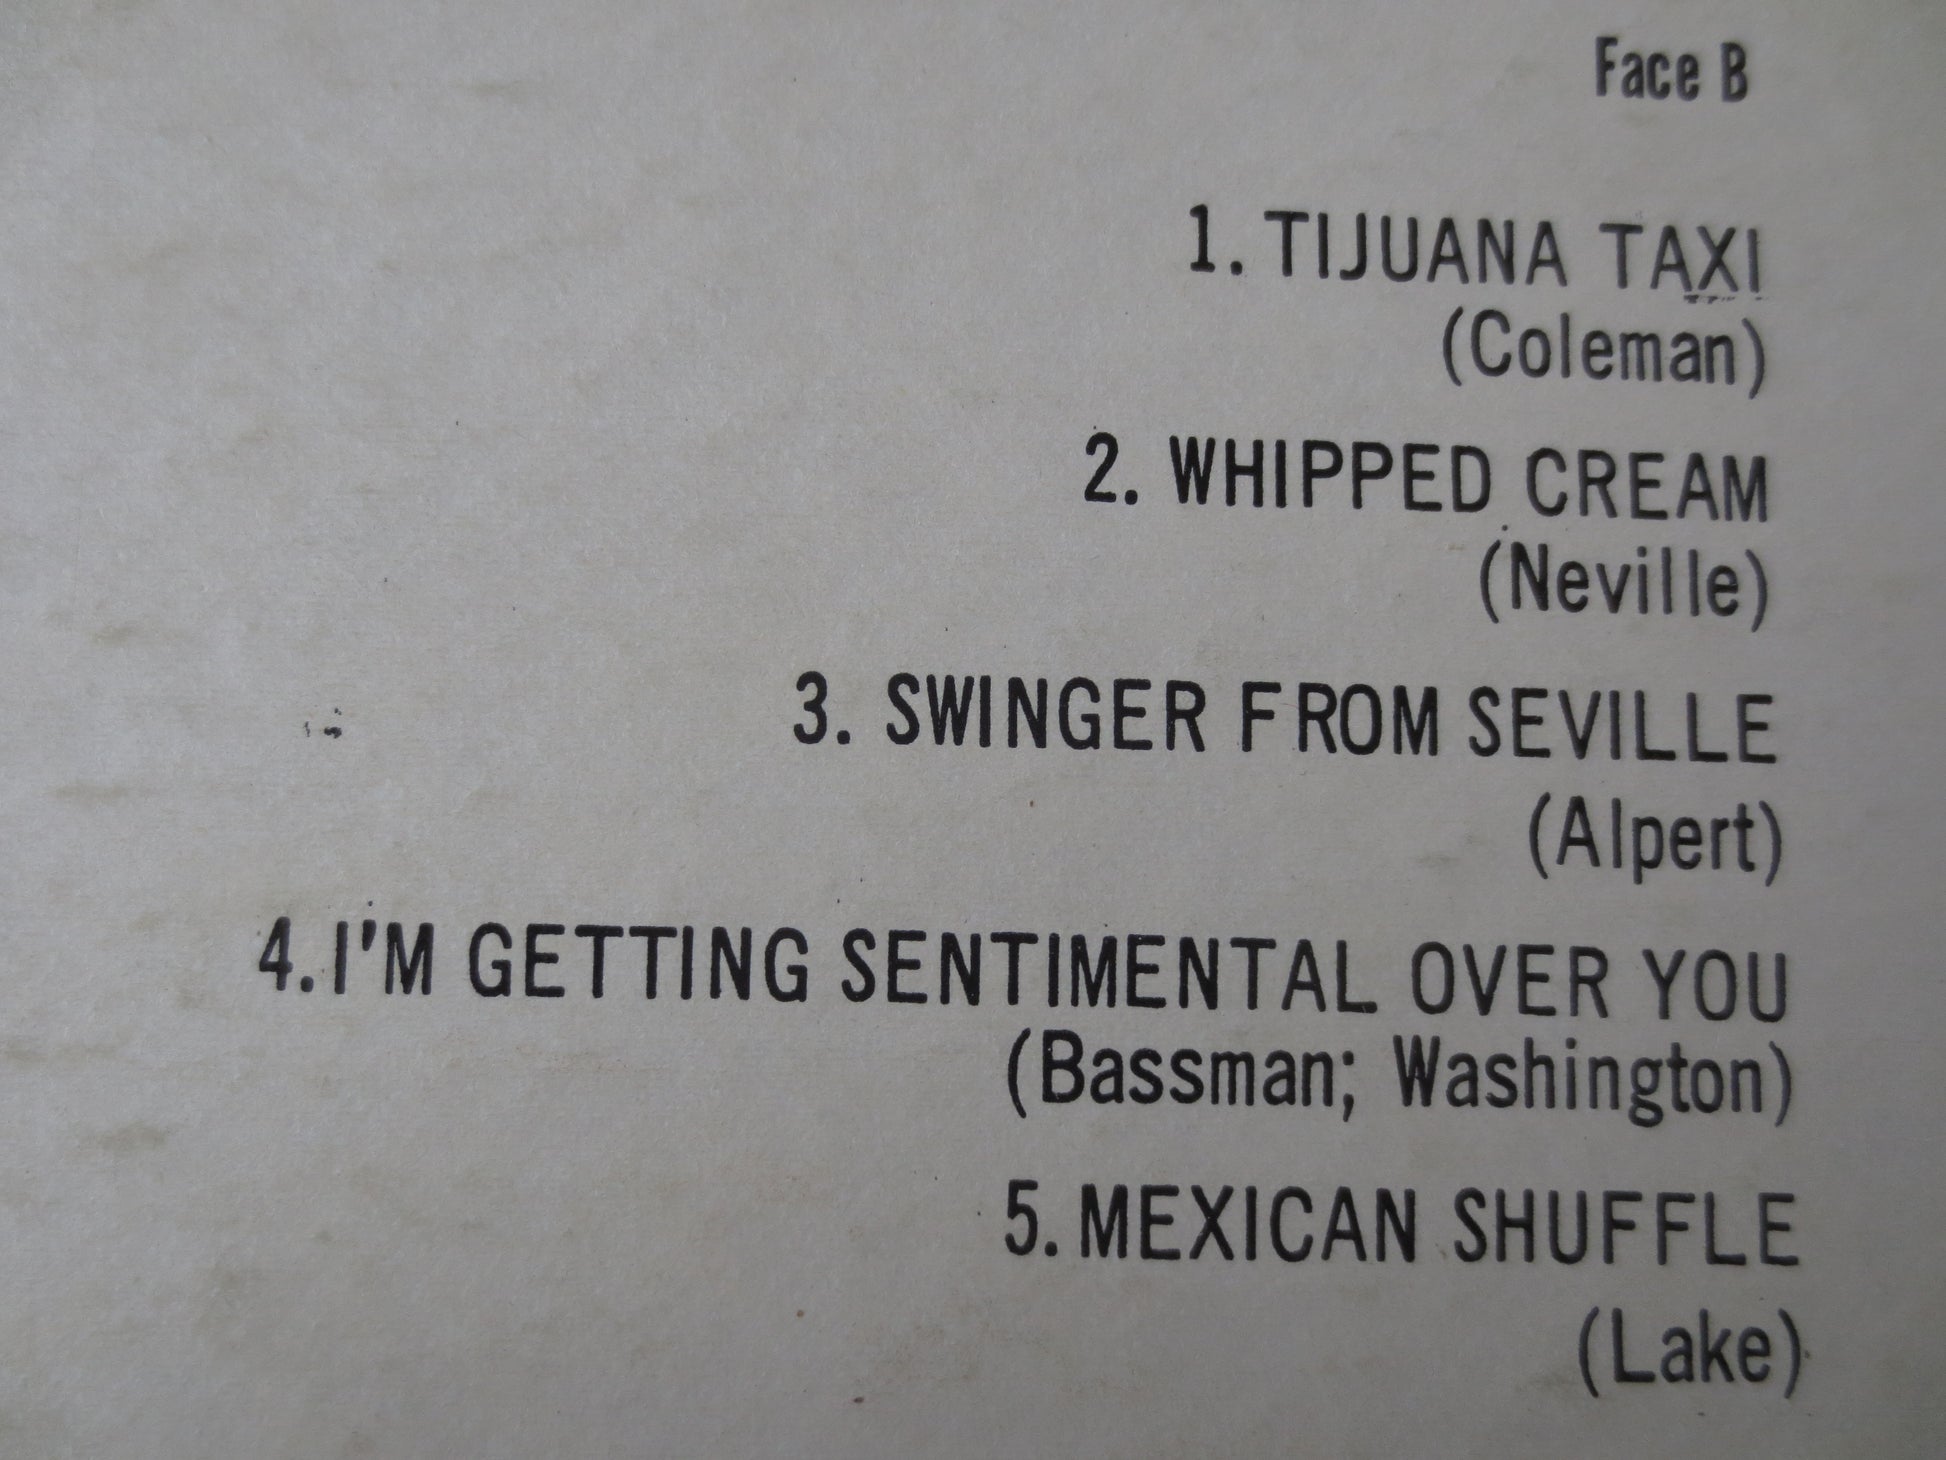 Face B
1. TIJUANA TAXI
(Coleman)
2. WHIPPED CREAM
(Neville)
3. SWINGER FROM SEVILLE
(Alpert)
4. I'M GETTING SENTIMENTAL OVER YOU
(Bassman; Washington)
5. MEXICAN SHUFFLE
(Lake)